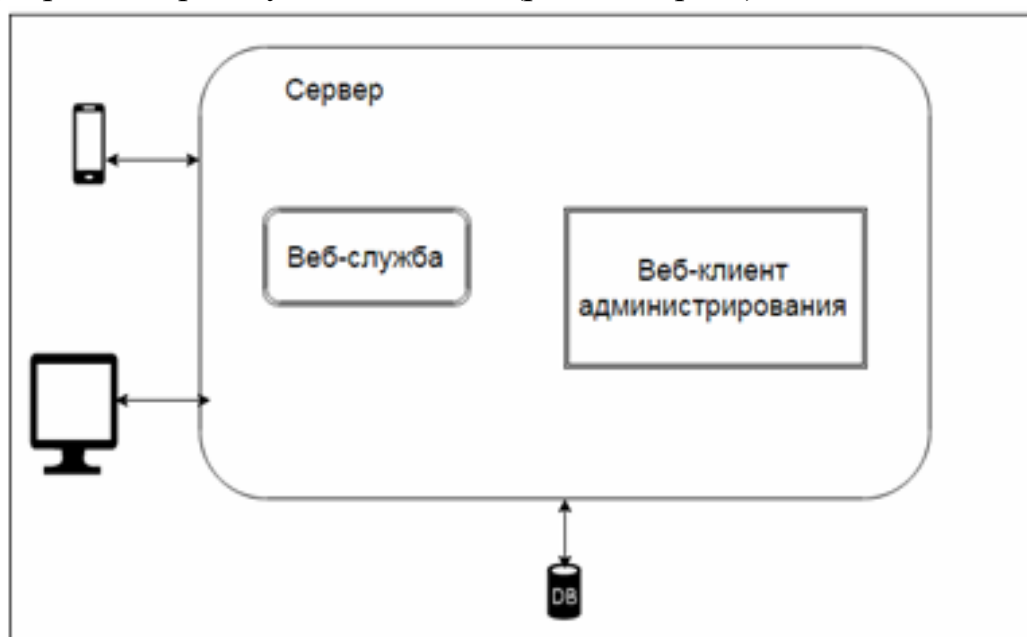 Сервер
Веб-служба
Веб-клиент
администрирования
DB